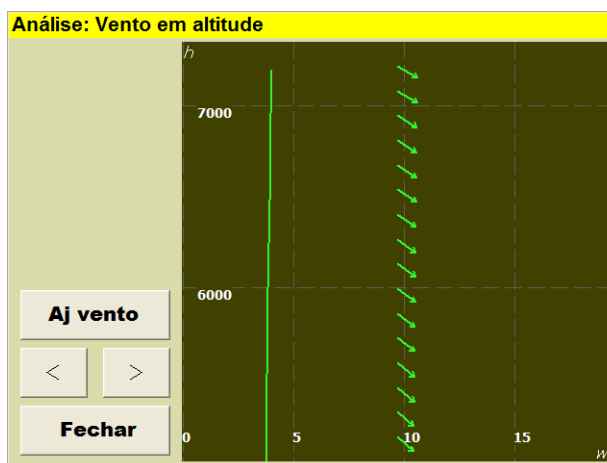 Análise: Vento em altitude
h
7000
6000
Aj vento
<
>
Fechar
0
5
10
15
w